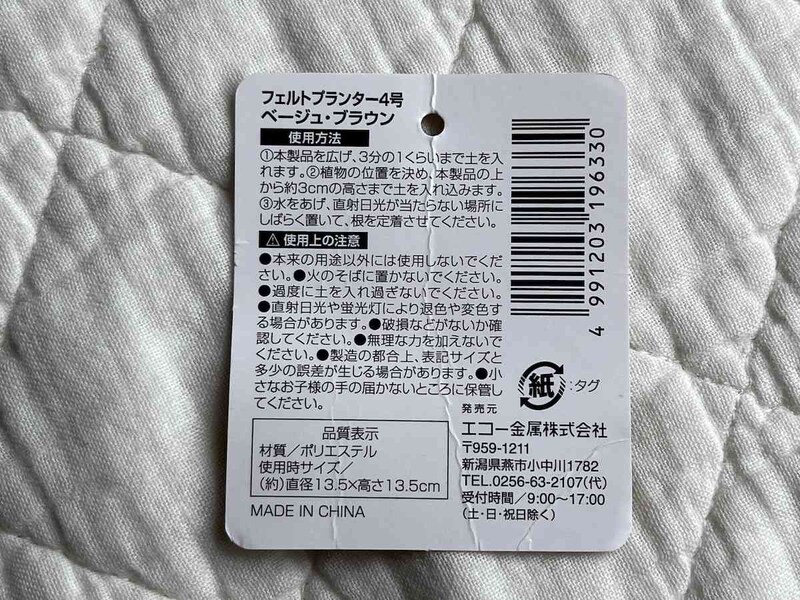 フェルトプランター4号
ベージュ・ブラウン
使用方法
①本製品を広げ、3分の1くらいまで土を入
れます。②植物の位置を決め、本製品の上
から約3cmの高さまで土を入れ込みます。
③水をあげ、直射日光が当たらない場所に
しばらく置いて、根を定着させてください。
使用上の注意
●本来の用途以外には使用しないでくだ
さい。●火のそばに置かないでください。
●過度に土を入れ過ぎないでください。
●直射日光や蛍光灯により退色や変色す
る場合があります。●破損などがないか確
認してください。●無理な力を加えないで
ください。●製造の都合上、表記サイズと
多少の誤差が生じる場合があります。●小
さなお子様の手の届かないところに保管し
てください。
品質表示
材質/ポリエステル
使用時サイズ/
(約)直径13.5×高さ13.5cm
MADE IN CHINA
4 991203 196330
紙
:タグ
発売元
エコー金属株式会社
〒959-1211
新潟県燕市小中川1782
TEL.0256-63-2107(代)
受付時間/9:00〜17:00
(土・日・祝日除く)